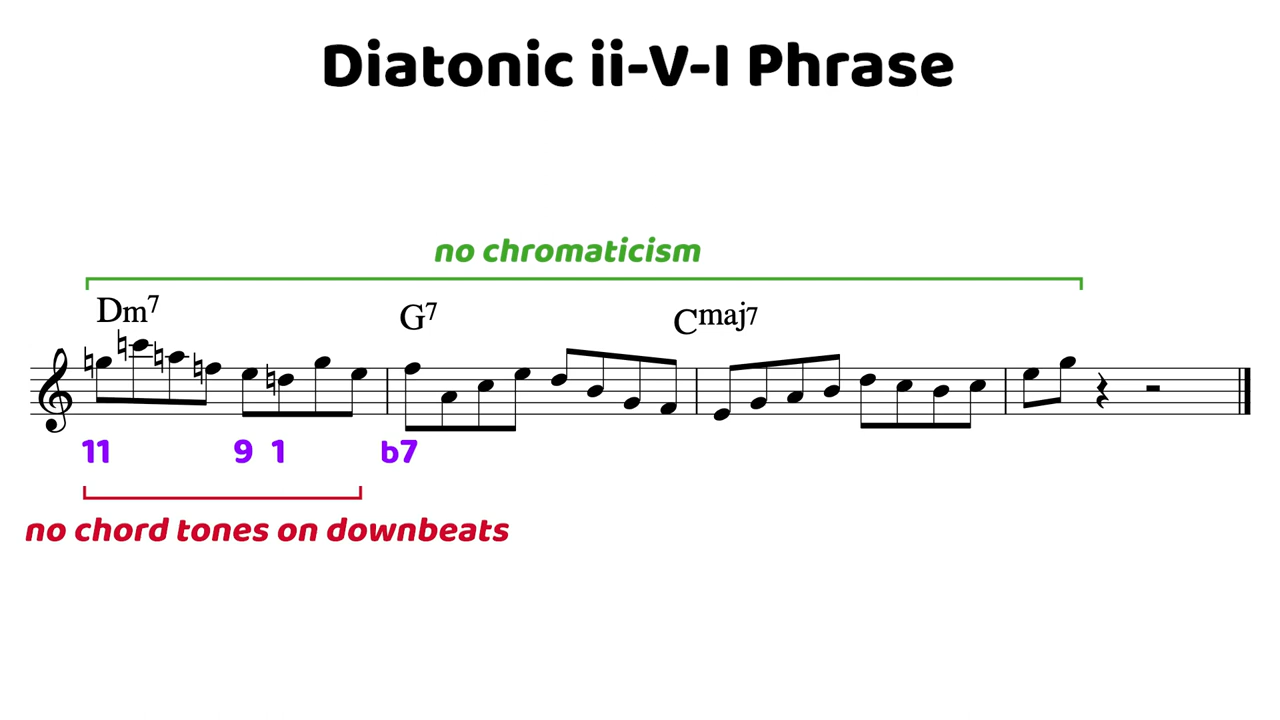 Diatonic ii-V-I Phrase
no chromaticism
Dm7 G7 Cmaj7
11 9 1 b7
no chord tones on downbeats